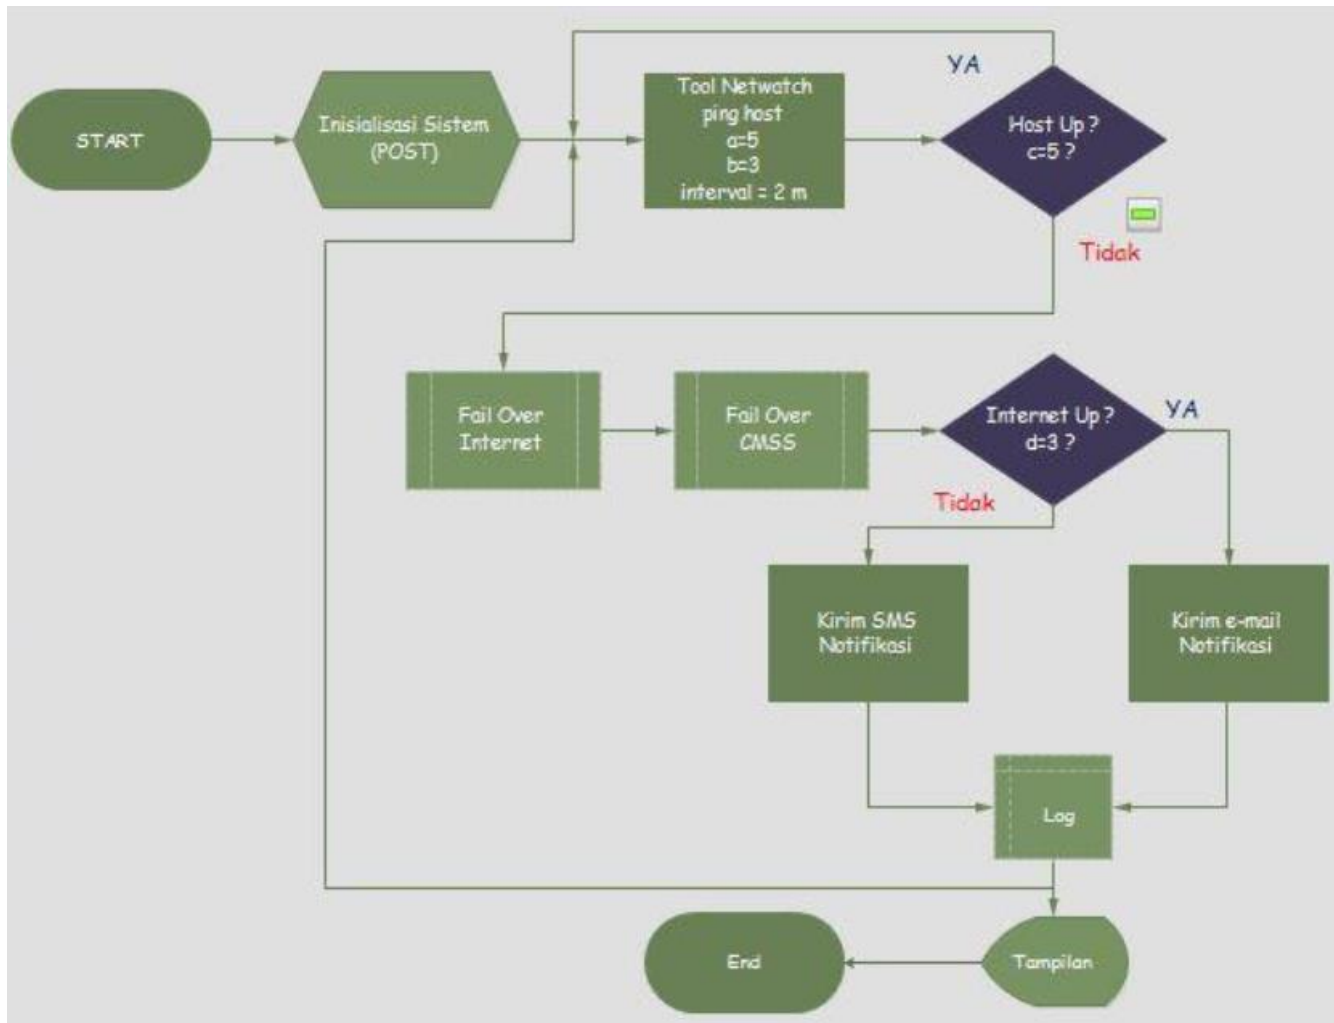 START
Inisialisasi Sistem
(POST)
Tool Netwatch
ping host
a=5
b=3
interval = 2 m
YA
Host Up ?
c=5 ?
Tidak
Fail Over
Internet
Fail Over
CMSS
Internet Up ?
d=3 ?
YA
Tidak
Kirim SMS
Notifikasi
Kirim e-mail
Notifikasi
Log
End
Tampilan